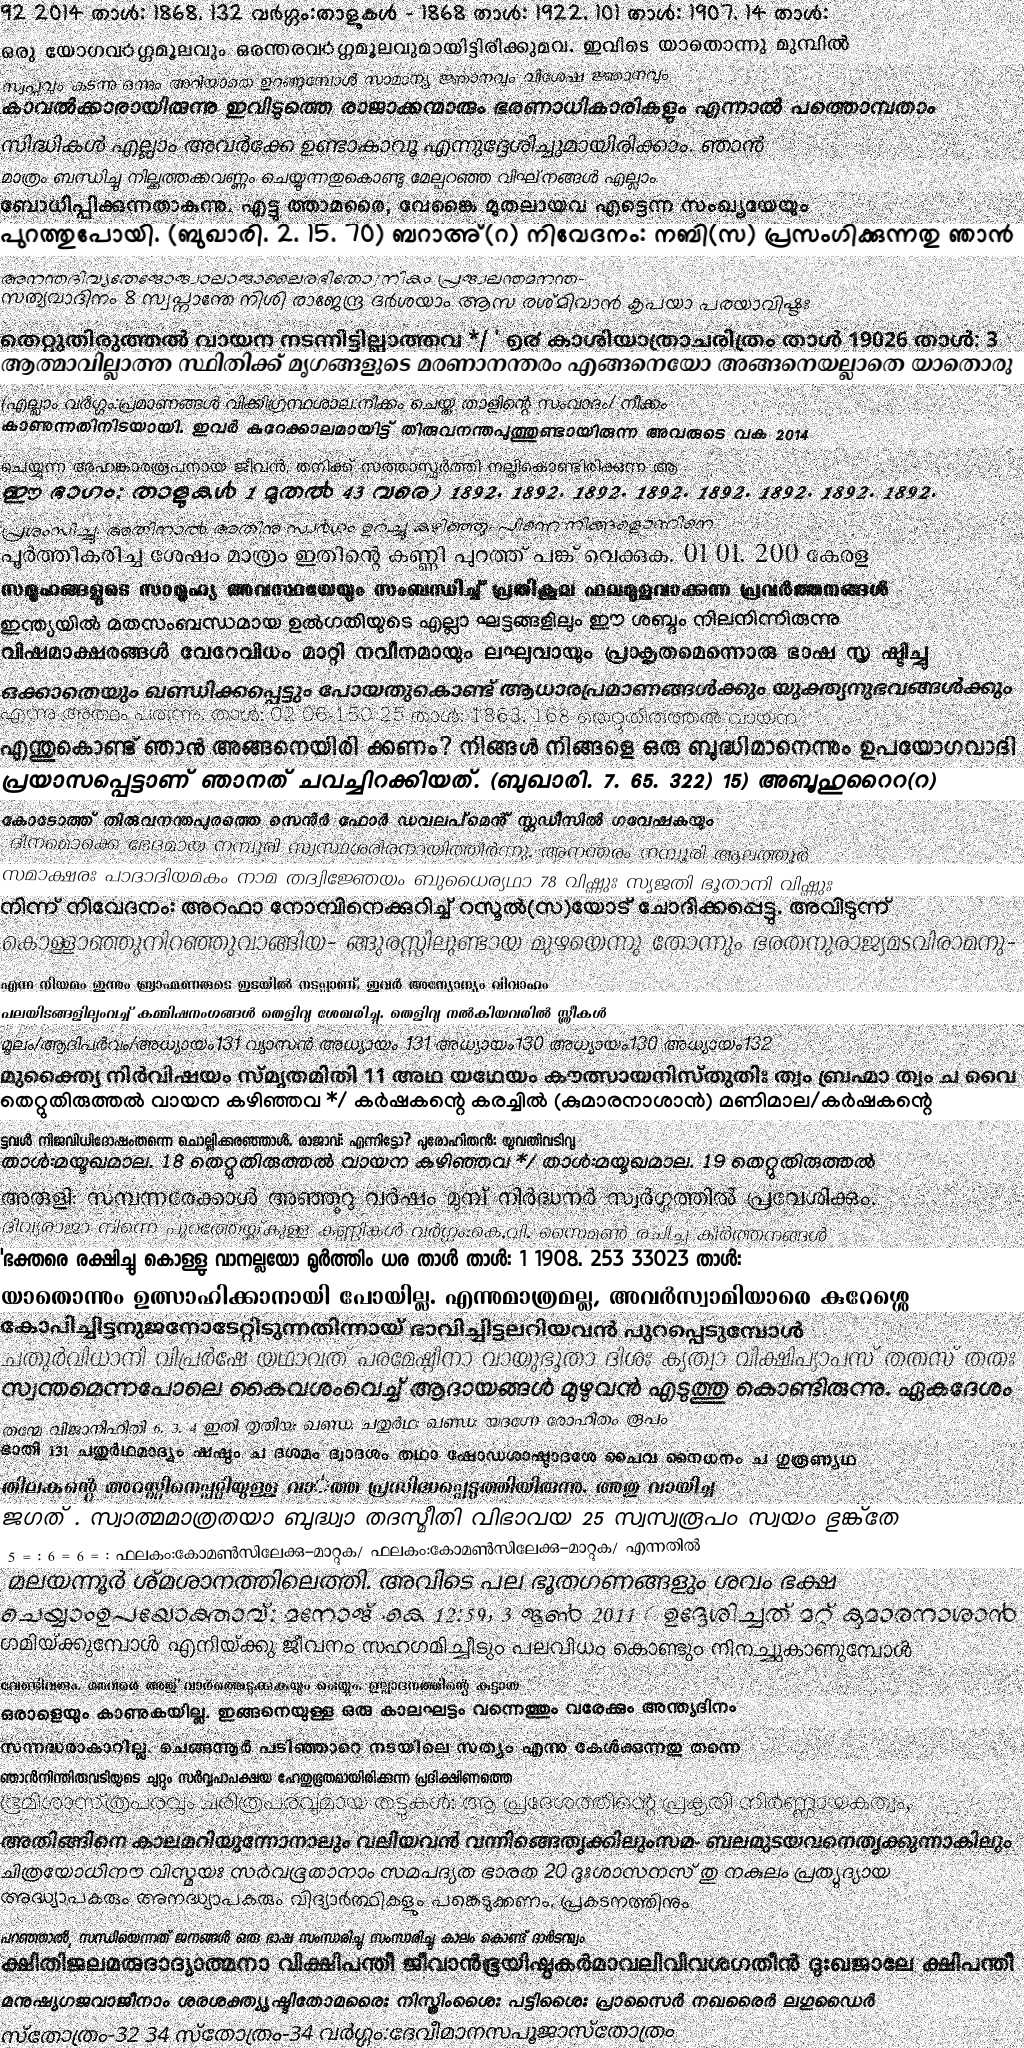 92 2014 താൾ: 1868. 132 വർഗ്ഗം:താളുകൾ - 1868 താൾ: 1922. 101 താൾ: 1907. 14 താൾ:
ഒരു യോഗവർഗ്ഗമൂലവും ഒരന്തരവർഗ്ഗമൂലവുമായിട്ടിരിക്കുമവ. ഇവിടെ യാതൊന്നു മുമ്പിൽ
സ്വപ്നവും കടന്നു ഒന്നും അറിയാതെ ഉറങ്ങുമ്പോൾ സാമാന്യ ജ്ഞാനവും വിശേഷ ജ്ഞാനവും
കാവൽക്കാരായിരുന്നു ഇവിടുത്തെ രാജാക്കന്മാരും ഭരണാധികാരികളും എന്നാൽ പത്തൊമ്പതാം
സിദ്ധികൾ എല്ലാം അവർക്കേ ഉണ്ടാകാവൂ എന്നുദ്ദേശിച്ചുമായിരിക്കാം. ഞാൻ
മാത്രം ബന്ധിച്ചു നില്ക്കത്തക്കവണ്ണം ചെയ്യുന്നതുകൊണ്ടു മേല്പറഞ്ഞ വിഘ്നങ്ങൾ എല്ലാം
ബോധിപ്പിക്കുന്നതാകുന്നു. എട്ടു ത്താമരൈ, വേങ്കൈ മുതലായവ എട്ടെന്ന സംഖ്യയേയും
പുറത്തുപോയി. (ബുഖാരി. 2. 15. 70) ബറാഅ്(റ) നിവേദനം: നബി(സ) പ്രസംഗിക്കുന്നതു ഞാൻ
സത്യവാദിനം 8 സ്വപ്നാന്തേ നിശി രാജേന്ദ്ര ദർശയാം ആസ രശ്മിവാൻ കൃപയാ പരയാവിഷ്ടഃ
തെറ്റുതിരുത്തൽ വായന നടന്നിട്ടില്ലാത്തവ */ ' ൭൪ കാശിയാത്രാചരിത്രം താൾ 19026 താൾ: 3
ആത്മാവില്ലാത്ത സ്ഥിതിക്ക് മൃഗങ്ങളുടെ മരണാനന്തരം എങ്ങനെയോ അങ്ങനെയല്ലാതെ യാതൊരു
(എല്ലാം വർഗ്ഗം:പ്രമാണങ്ങൾ വിക്കിഗ്രന്ഥശാല:നീക്കം ചെയ്ത താളിന്റെ സംവാദം/ നീക്കം
കാണുന്നതിനിടയായി. ഇവർ കുറേക്കാലമായിട്ട് തിരുവനന്തപുത്തുണ്ടായിരുന്ന അവരുടെ വക 2014
ചെയ്യുന്ന അഹങ്കാരരൂപനായ ജീവൻ, തനിക്ക് സത്താസ്ഫൂർത്തി നല്കികൊണ്ടിരിക്കുന്ന ആ
ഈ ഭാഗം: താളുകൾ 1 മുതൽ 43 വരെ) 1892. 1892. 1892. 1892. 1892. 1892. 1892. 1892.
പ്രശംസിച്ചു. അതിനാൽ അതിനു സ്വർഗം ഉറച്ചു കഴിഞ്ഞു. പിന്നെ നിങ്ങളൊന്നിനെ
പൂർത്തികരിച്ച ശേഷം മാത്രം ഇതിന്റെ കണ്ണി പുറത്ത് പങ്ക് വെക്കുക. 01 01. 200 കേരള
സമൂഹങ്ങളുടെ സാമൂഹ്യ അവസ്ഥയേയും സംബന്ധിച്ച് പ്രതികൂല ഫലമുളവാക്കുന്ന പ്രവർത്തനങ്ങൾ
ഇന്ത്യയിൽ മതസംബന്ധമായ ഉൽഗതിയുടെ എല്ലാ ഘട്ടങ്ങളിലും ഈ ശബ്ദം നിലനിന്നിരുന്നു
വിഷമാക്ഷരങ്ങൾ വേറേവിധം മാറ്റി നവീനമായും ലഘുവായും പ്രാകൃതമെന്നൊരു ഭാഷ സൃ ഷ്ടിച്ചു
ഒക്കാതെയും ഖണ്ഡിക്കപ്പെട്ടും പോയതുകൊണ്ട് ആധാരപ്രമാണങ്ങൾക്കും യുക്ത്യനുഭവങ്ങൾക്കും
എന്നു അത്ഥം പരന്നു. താൾ: 02-06-150-25 താൾ: 1863. 168 തെറ്റുതിരുത്തൽ വായന
എന്തുകൊണ്ട് ഞാൻ അങ്ങനെയിരി ക്കണം? നിങ്ങൾ നിങ്ങളെ ഒരു ബുദ്ധിമാനെന്നും ഉപയോഗവാദി
പ്രയാസപ്പെട്ടാണ് ഞാനത് ചവച്ചിറക്കിയത്. (ബുഖാരി. 7. 65. 322) 15) അബൂഹുറൈറ(റ)
കോടോത്ത് തിരുവനന്തപുരത്തെ സെന്റർ ഫോർ ഡവലപ്മെന്റ് സ്റ്റഡീസിൽ ഗവേഷകയും
ദീനമൊക്കെ ഭേദമായ നമ്പൂരി സ്വസ്ഥശരീരനായിത്തീർന്നു. അനന്തരം നമ്പൂരി ആലത്തൂർ
സമാക്ഷരഃ പാദാദിയമകം നാമ തദ്വിജ്ഞേയം ബുധൈര്യഥാ 78 വിഷ്ണുഃ സൃജതി ഭൂതാനി വിഷ്ണുഃ
നിന്ന് നിവേദനം: അറഫാ നോമ്പിനെക്കുറിച്ച് റസൂൽ(സ)യോട് ചോദിക്കപ്പെട്ടു. അവിടുന്ന്
കൊള്ളാഞ്ഞുനിറഞ്ഞുവാങ്ങിയ- ങ്ങുരസ്സിലുണ്ടായ മുഴയെന്നു തോന്നും ഭരതനുരാജ്യമടവിരാമനു-
എന്ന നിയമം ഇന്നും ബ്രാഹ്മണരുടെ ഇടയിൽ നടപ്പാണ്. ഇവർ അന്യോന്യം വിവാഹം
പലയിടങ്ങളിലുംവച്ച് കമ്മിഷനംഗങ്ങൾ തെളിവു ശേഖരിച്ചു. തെളിവു നൽകിയവരിൽ സ്ത്രീകൾ
മൂലം/ആദിപർവം/അധ്യായം131 വ്യാസൻ അധ്യായം 131 അധ്യായം130 അധ്യായം130 അധ്യായം132
മുക്ത്യൈ നിർവിഷയം സ്മൃതമിതി 11 അഥ യഥേയം കൗത്സായനിസ്തുതിഃ ത്വം ബ്രഹ്മാ ത്വം ച വൈ
തെറ്റുതിരുത്തൽ വായന കഴിഞ്ഞവ */ കർഷകന്റെ കരച്ചിൽ (കുമാരനാശാൻ) മണിമാല/കർഷകന്റെ
ട്ടവൾ നിജവിധിദോഷംതന്നെ ചൊല്ലിക്കരഞ്ഞാൾ. രാജാവ്: എന്നിട്ടോ? പുരോഹിതൻ: യുവതിവടിവു
താൾ:മയൂഖമാല. 18 തെറ്റുതിരുത്തൽ വായന കഴിഞ്ഞവ */ താൾ:മയൂഖമാല. 19 തെറ്റുതിരുത്തൽ
അരുളി: സമ്പന്നരേക്കാൾ അഞ്ഞൂറു വർഷം മുമ്പ് നിർദ്ധനർ സ്വർഗ്ഗത്തിൽ പ്രവേശിക്കും.
ദിവ്യരാജാ നിന്നെ പുറത്തേയ്ക്കുള്ള കണ്ണികൾ വർഗ്ഗം:കെ.വി. സൈമൺ രചിച്ച കീർത്തനങ്ങൾ
'ഭക്തരെ രക്ഷിച്ചു കൊള്ളു വാനല്ലയോ മൂർത്തിം ധര താൾ താൾ: 1 1908. 253 33023 താൾ:
യാതൊന്നും ഉത്സാഹിക്കാനായി പോയില്ല. എന്നുമാത്രമല്ല, അവർസ്വാമിയാരെ കുറേശ്ശെ
കോപിച്ചിട്ടനുജനോടേറ്റിടുന്നതിന്നായ് ഭാവിച്ചിട്ടലറിയവൻ പുറപ്പെടുമ്പോൾ
ചതുർവിധാനി വിപ്രർഷേ യഥാവത് പരമേഷ്ഠിനാ വായുഭൂതാ ദിശഃ കൃത്വാ വിക്ഷിപ്യാപസ് തതസ് തതഃ
സ്വന്തമെന്നപോലെ കൈവശംവെച്ച് ആദായങ്ങൾ മുഴുവൻ എടുത്തു കൊണ്ടിരുന്നു. ഏകദേശം
തന്മേ വിജാനീഹീതി 6. 3. 4 ഇതി തൃതീയഃ ഖണ്ഡഃ ചതുർഥഃ ഖണ്ഡഃ യദഗ്നേ രോഹിതം രൂപം
ഭാതി 131 ചതുർഥമാദ്യം ഷഷ്ഠം ച ദശമം ദ്വാദശം തഥാ ഷോഡശാഷ്ടാദശേ ചൈവ നൈധനം ച ഗുരൂണ്യഥ
ജഗത് . സ്വാത്മമാത്രതയാ ബുദ്ധ്വാ തദസ്മീതി വിഭാവയ 25 സ്വസ്വരൂപം സ്വയം ഭുങ്ക്തേ
5 = : 6 = 6 = : ഫലകം:കോമൺസിലേക്കു-മാറ്റുക/ ഫലകം:കോമൺസിലേക്കു-മാറ്റുക/ എന്നതിൽ
മലയന്നൂർ ശ്മശാനത്തിലെത്തി. അവിടെ പല ഭൂതഗണങ്ങളും ശവം ഭക്ഷ
ചെയ്യാംഉപയോക്താവ്: മനോജ്‌ .കെ 12:59, 3 ജൂൺ 2011 ( ഉദ്ദേശിച്ചത് മറ്റ് കുമാരനാശാൻ
ഗമിയ്ക്കുമ്പോൾ എനിയ്ക്കു ജീവനം സഹഗമിച്ചീടും പലവിധം കൊണ്ടും നിനച്ചുകാണുമ്പോൾ
വേണ്ടിവരും. അവരെ അത് വാർത്തെടുക്കുകയും ചെയ്യും. ഉല്പാദനത്തിന്റെ കൂട്ടായ
ഒരാളെയും കാണുകയില്ല. ഇങ്ങനെയുള്ള ഒരു കാലഘട്ടം വന്നെത്തും വരേക്കും അന്ത്യദിനം
സന്നദ്ധരാകാറില്ല. ചെങ്ങന്നൂർ പടിഞ്ഞാറെ നടയിലെ സത്യം എന്നു കേൾക്കുന്നതു തന്നെ
ഞാൻനിന്തിരുവടിയുടെ ചുറ്റും സർവ്വപാപക്ഷയ ഹേതുഭൂതമായിരിക്കുന്ന പ്രദിക്ഷിണത്തെ
ഭൂമിശാസ്ത്രപരവും ചരിത്രപരവുമായ തട്ടുകൾ: ആ പ്രദേശത്തിന്റെ പ്രകൃതി നിർണ്ണായകത്വം,
അതിങ്ങിനെ കാലമറിയുന്നോനാലും വലിയവൻ വന്നിങ്ങെതൃക്കിലുംസമ- ബലമുടയവനെതൃക്കുന്നാകിലും
ചിത്രയോധീനൗ വിസ്മയഃ സർവഭൂതാനാം സമപദ്യത ഭാരത 20 ദുഃശാസനസ് തു നകുലം പ്രത്യുദ്യായ
അദ്ധ്യാപകരും അനദ്ധ്യാപകരും വിദ്യാർത്ഥികളും പങ്കെടുക്കണം. പ്രകടനത്തിനും
പറഞ്ഞാൽ, സന്ധിയെന്നത് ജനങ്ങൾ ഒരു ഭാഷ സംസാരിച്ചു സംസാരിച്ചു കാലം കൊണ്ട്
ക്ഷിതിജലമരുദാദ്യാത്മനാ വിക്ഷിപന്തീ ജീവാൻഭൂയിഷ്ഠകർമാവലിവിവശഗതീൻ ദുഃഖജാലേ ക്ഷിപന്തീ
മനുഷ്യഗജവാജീനാം ശരശക്ത്യൃഷ്ടിതോമരൈഃ നിസ്ത്രിംശൈഃ പട്ടിശൈഃ പ്രാസൈർ നഖരൈർ ലഗുഡൈർ
സ്തോത്രം-32 34 സ്തോത്രം-34 വർഗ്ഗം:ദേവീമാനസപൂജാസ്തോത്രം